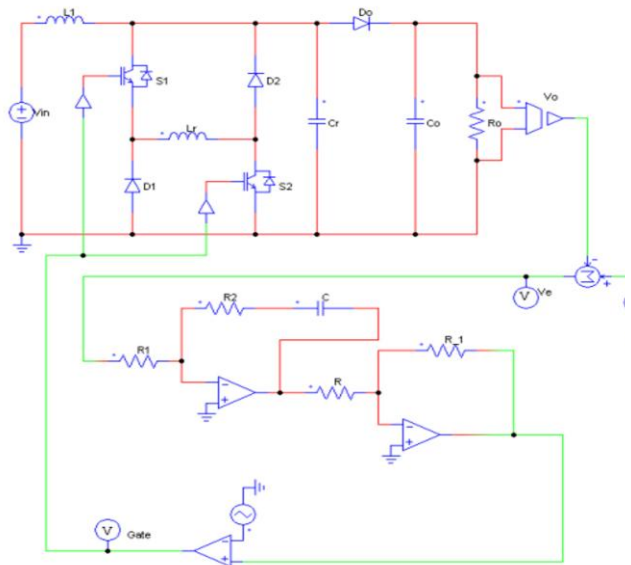 L1
Do
S1
D2
Vo
Vin
Lr
Cr
Co
Ro
D1
S2
V
Ve
R2
C
R1
R_1
R
V
Gate